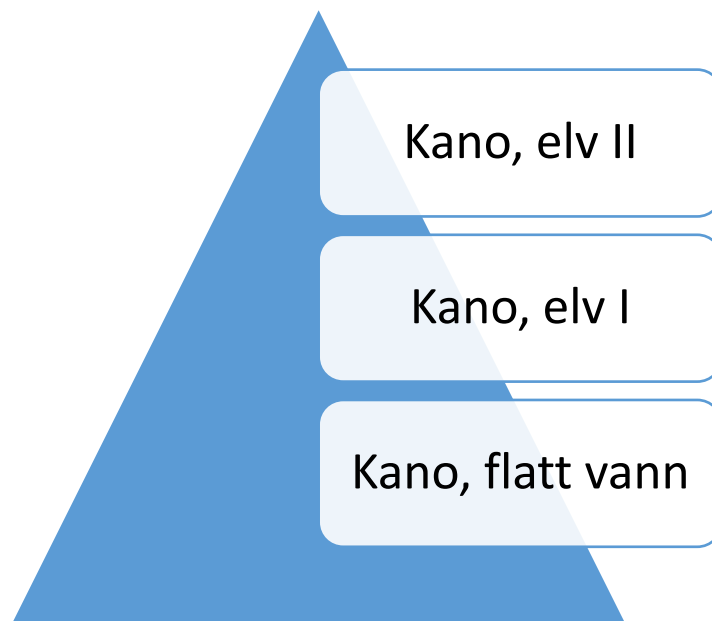 Kano, elv II
Kano, elv I
Kano, flatt vann